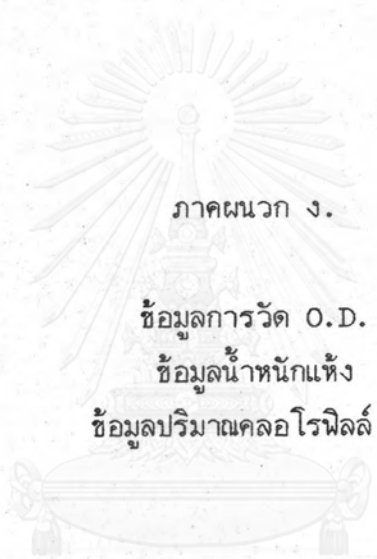 ภาคผนวก ง.
ข้อมูลการวัด O.D.
ข้อมูลน้ำหนักแห้ง
ข้อมูลปริมาณคลอโรฟิลล์